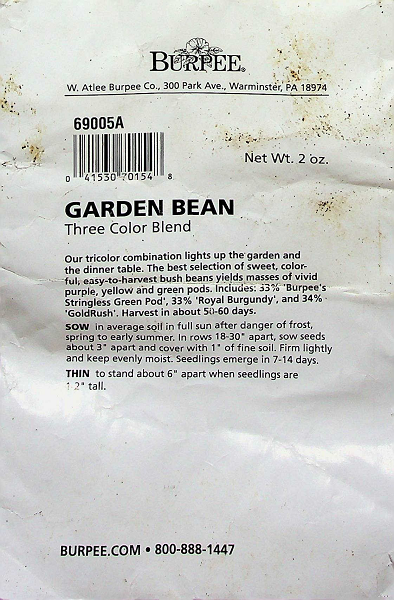 BURPEE®
W. Atlee Burpee Co., 300 Park Ave., Warminster, PA 18974
69005A
0 41530 70154 8
Net Wt. 2 oz.
GARDEN BEAN
Three Color Blend
Our tricolor combination lights up the garden and
the dinner table. The best selection of sweet, color-
ful, easy-to-harvest bush beans yields masses of vivid
purple, yellow and green pods. Includes: 33% 'Burpee's
Stringless Green Pod', 33% 'Royal Burgundy', and 34%
'GoldRush'. Harvest in about 50-60 days.
SOW in average soil in full sun after danger of frost,
spring to early summer. In rows 18-30" apart, sow seeds
about 3" apart and cover with 1" of fine soil. Firm lightly
and keep evenly moist. Seedlings emerge in 7-14 days.
THIN to stand about 6" apart when seedlings are
1 2" tall.
BURPEE.COM • 800-888-1447